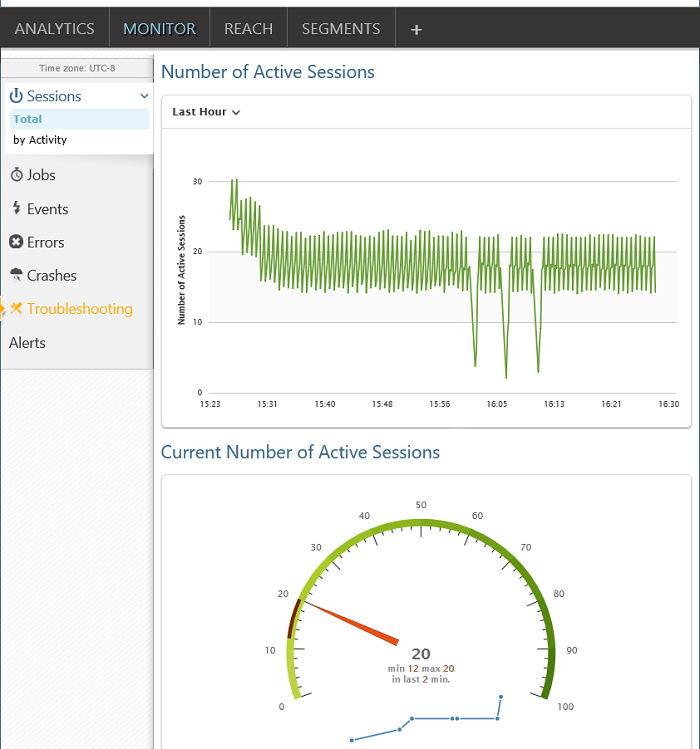 ANALYTICS MONITOR REACH SEGMENTS +
Time zone: UTC-8
Sessions
Total
by Activity
Jobs
Events
Errors
Crashes
Troubleshooting
Alerts
Number of Active Sessions
Last Hour
Number of Active Sessions
30
20
10
0
15:23 15:31 15:40 15:48 15:56 16:05 16:13 16:21 16:30
Current Number of Active Sessions
0
10
20
30
40
50
60
70
80
90
100
20
min 12 max 20
in last 2 min.